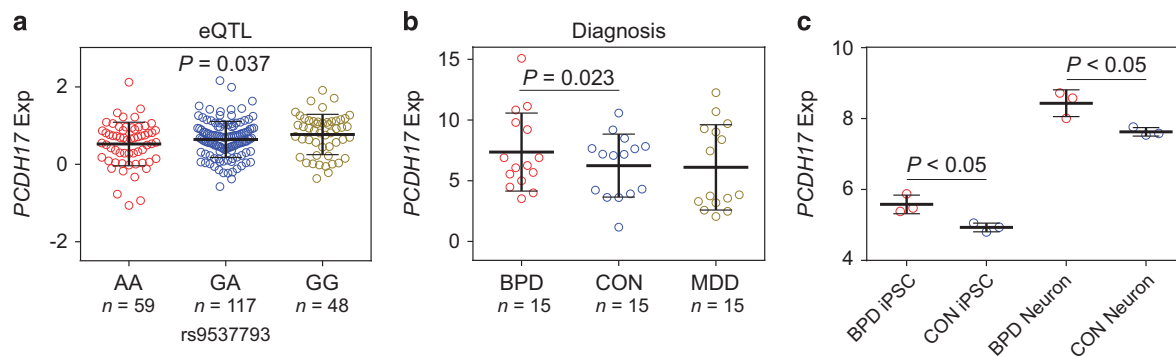 a
eQTL
P = 0.037
PCDH17 Exp
2
0
-2
AA
GA
GG
n = 59
n = 117
n = 48
rs9537793
b
Diagnosis
P = 0.023
PCDH17 Exp
15
10
5
0
BPD
CON
MDD
n = 15
n = 15
n = 15
c
PCDH17 Exp
10
8
6
4
P < 0.05
P < 0.05
BPD iPSC
CON iPSC
BPD Neuron
CON Neuron